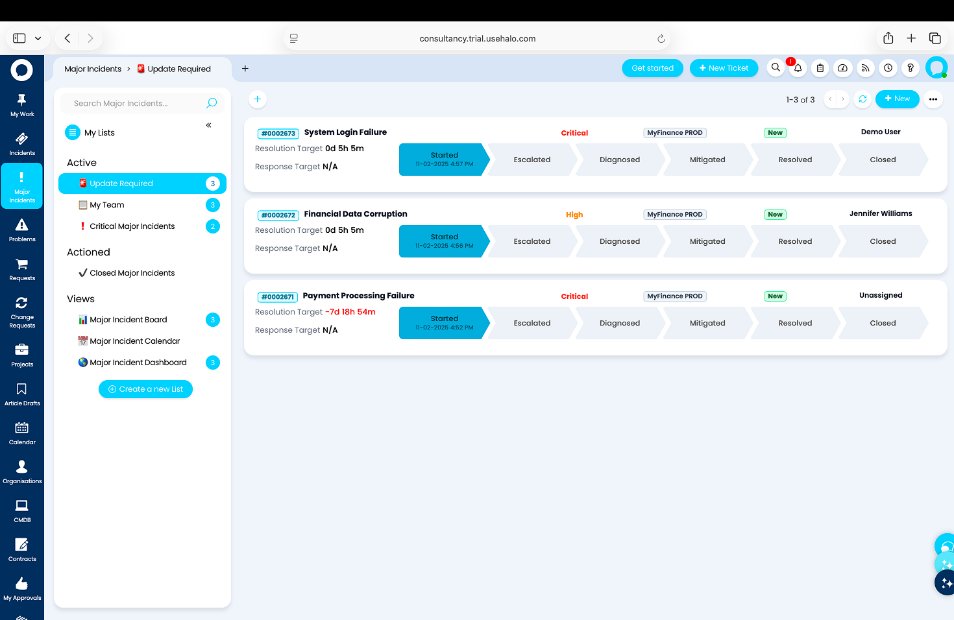 consultancy.trial.usehalo.com
Major Incidents > 🚨 Update Required
+
Get started
+ New Ticket
1
My Work
Incidents
Major
Incidents
Problems
Requests
Change
Requests
Projects
Article Drafts
Calendar
Organisations
CMDB
Contracts
My Approvals
Search Major Incidents...
My Lists
«
Active
Update Required 3
My Team 3
Critical Major Incidents 2
Actioned
Closed Major Incidents
Views
Major Incident Board 3
Major Incident Calendar
Major Incident Dashboard 3
Create a new List
+
1-3 of 3
+ New
...
#0002673 System Login Failure Critical MyFinance PROD New Demo User
Resolution Target 0d 5h 5m
Response Target N/A
Started
11-02-2025 4:57 PM
Escalated Diagnosed Mitigated Resolved Closed
#0002672 Financial Data Corruption High MyFinance PROD New Jennifer Williams
Resolution Target 0d 5h 5m
Response Target N/A
Started
11-02-2025 4:56 PM
Escalated Diagnosed Mitigated Resolved Closed
#0002671 Payment Processing Failure Critical MyFinance PROD New Unassigned
Resolution Target -7d 18h 54m
Response Target N/A
Started
11-02-2025 4:52 PM
Escalated Diagnosed Mitigated Resolved Closed